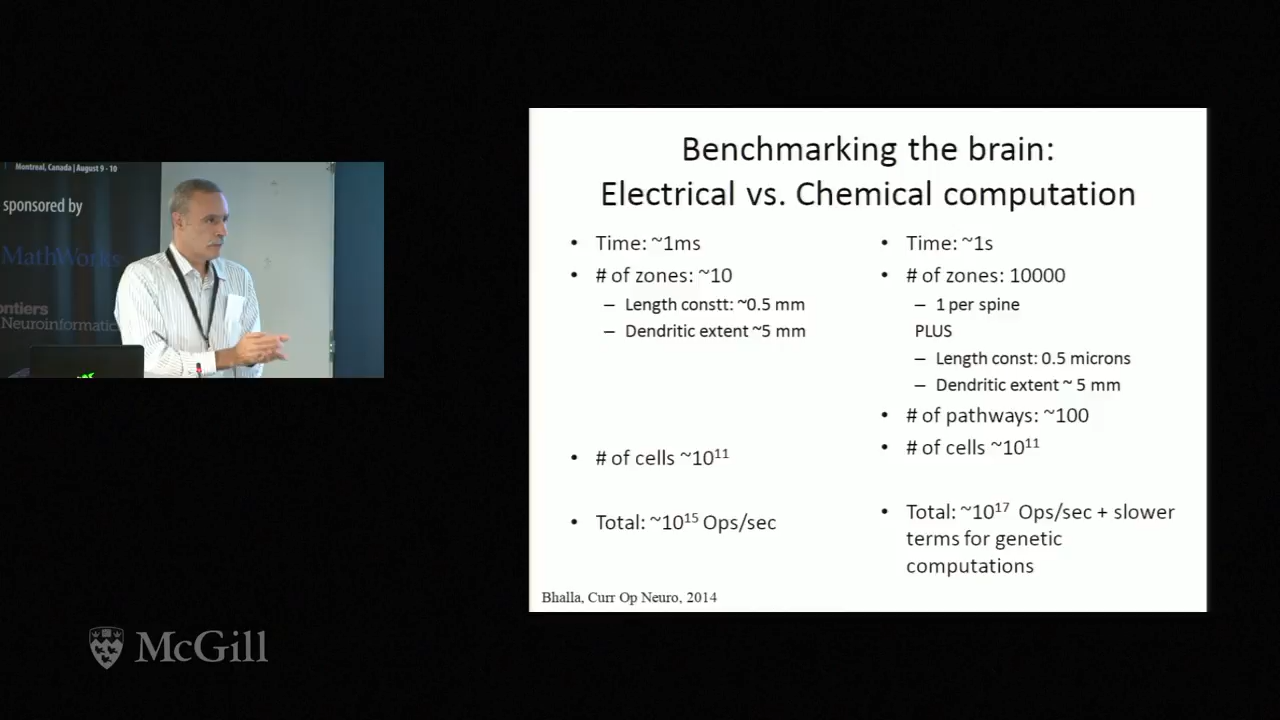 Montreal, Canada | August 9 - 10
sponsored by
MathWorks
Neuroinformatic
Benchmarking the brain:
Electrical vs. Chemical computation
• Time: ~1ms
• # of zones: ~10
– Length constt: ~0.5 mm
– Dendritic extent ~5 mm
• # of cells ~10¹¹
• Total: ~10¹⁵ Ops/sec
• Time: ~1s
• # of zones: 10000
– 1 per spine
PLUS
– Length const: 0.5 microns
– Dendritic extent ~ 5 mm
• # of pathways: ~100
• # of cells ~10¹¹
• Total: ~10¹⁷ Ops/sec + slower
terms for genetic
computations
Bhalla, Curr Op Neuro, 2014
McGill